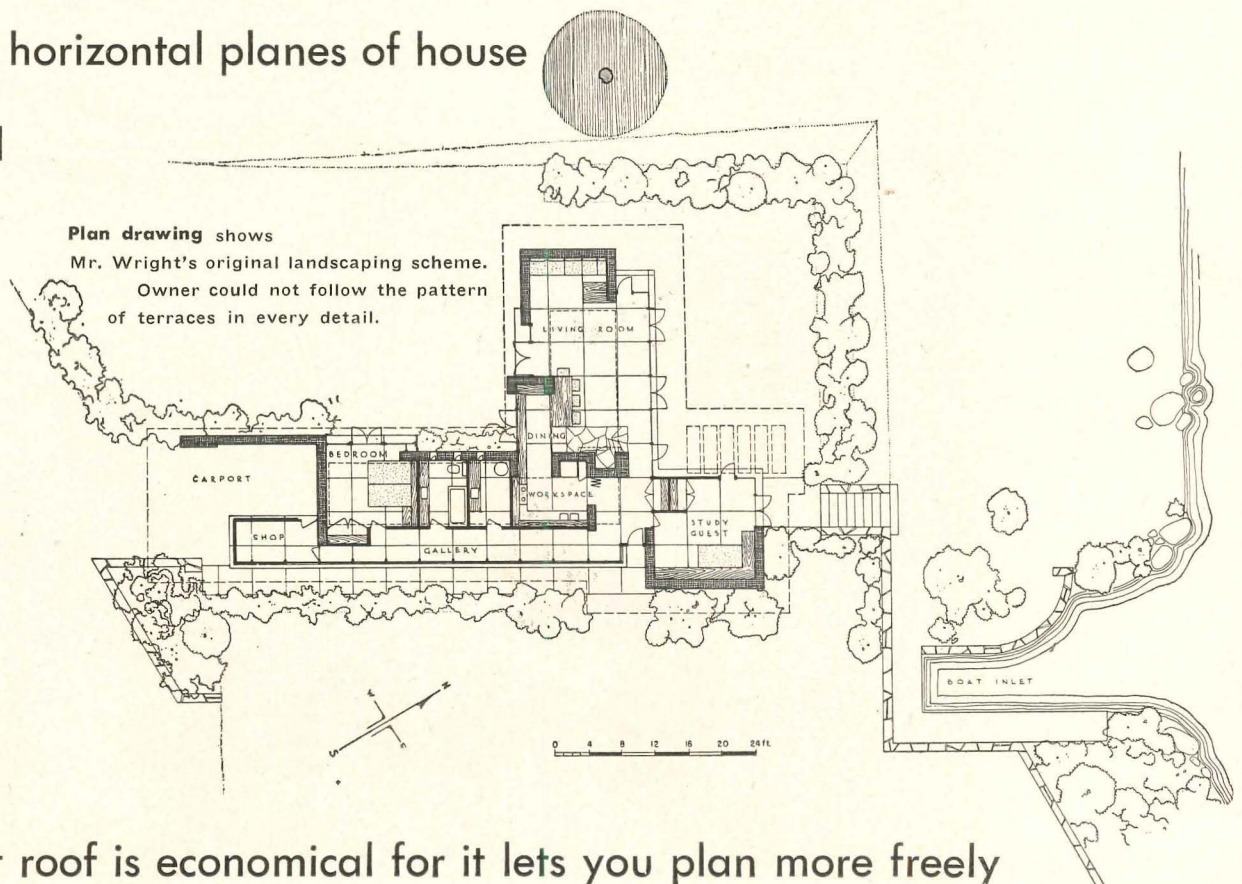 horizontal planes of house
Plan drawing shows
Mr. Wright's original landscaping scheme.
Owner could not follow the pattern
of terraces in every detail.
LIVING ROOM
DINING
BEDROOM
CARPORT
WORKSPACE
SHOP
GALLERY
STUDY
GUEST
BOAT INLET
N
W
E
S
0 4 8 12 16 20 24 ft.
roof is economical for it lets you plan more freely